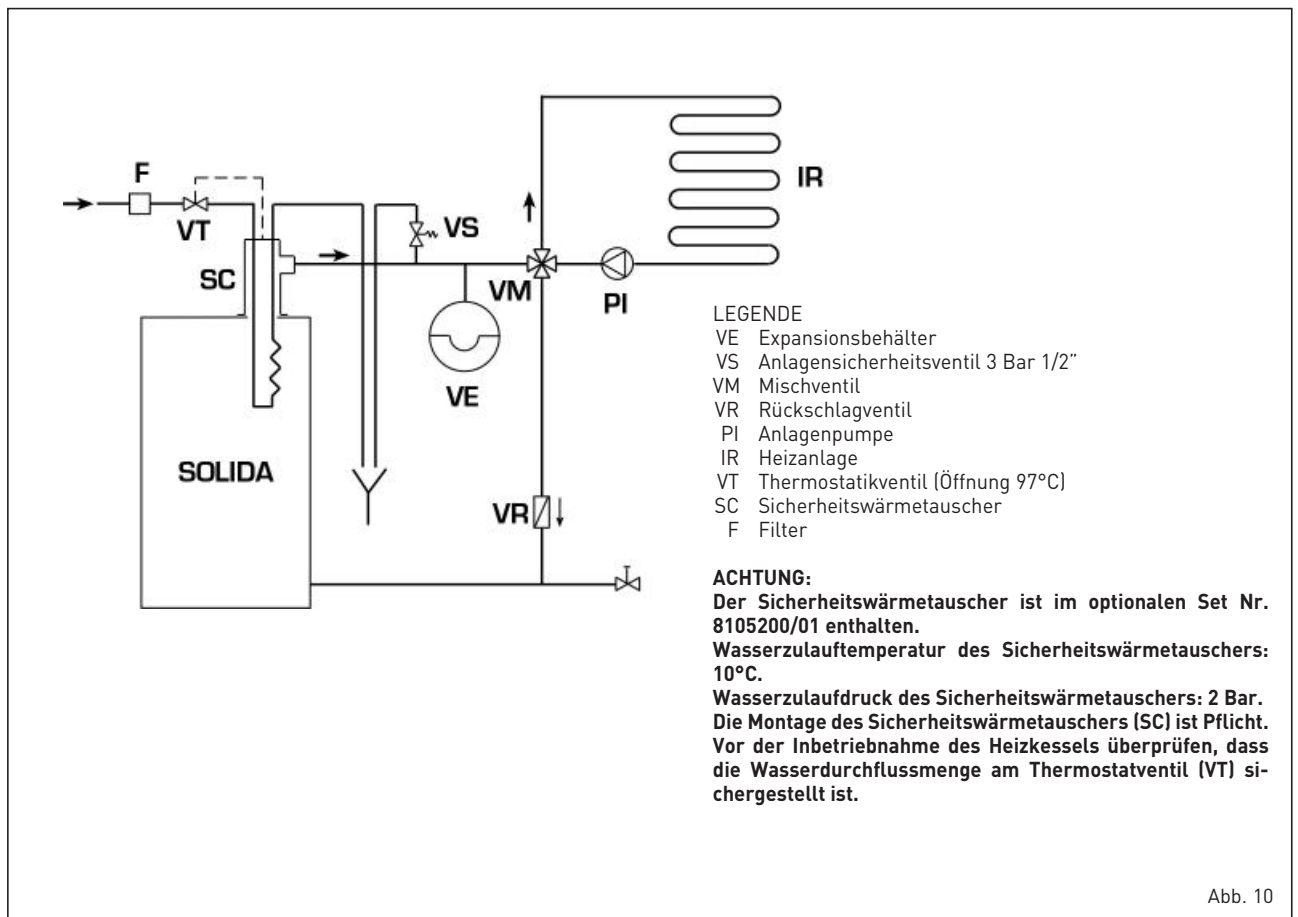 F
VT
SC
VS
VM
PI
IR
VE
SOLIDA
VR
LEGENDE
VE Expansionsbehälter
VS Anlagensicherheitsventil 3 Bar 1/2”
VM Mischventil
VR Rückschlagventil
PI Anlagenpumpe
IR Heizanlage
VT Thermostatikventil (Öffnung 97°C)
SC Sicherheitswärmetauscher
F Filter
ACHTUNG:
Der Sicherheitswärmetauscher ist im optionalen Set Nr.
8105200/01 enthalten.
Wasserzulauftemperatur des Sicherheitswärmetauschers:
10°C.
Wasserzulaufdruck des Sicherheitswärmetauschers: 2 Bar.
Die Montage des Sicherheitswärmetauschers (SC) ist Pflicht.
Vor der Inbetriebnahme des Heizkessels überprüfen, dass
die Wasserdurchflussmenge am Thermostatventil (VT) si-
chergestellt ist.
Abb. 10